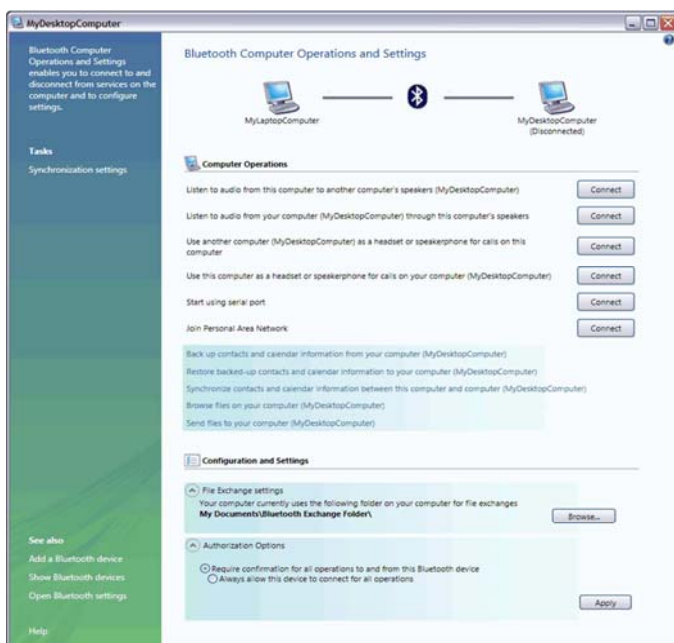 MyDesktopComputer
Bluetooth Computer
Operations and Settings
enables you to connect to and
disconnect from services on the
computer and to configure
settings.
Tasks
Synchronization settings
See also
Add a Bluetooth device
Show Bluetooth devices
Open Bluetooth settings
Help
Bluetooth Computer Operations and Settings
MyLaptopComputer
MyDesktopComputer
(Disconnected)
Computer Operations
Listen to audio from this computer to another computer's speakers (MyDesktopComputer)
Connect
Listen to audio from your computer (MyDesktopComputer) through this computer's speakers
Connect
Use another computer (MyDesktopComputer) as a headset or speakerphone for calls on this
computer
Connect
Use this computer as a headset or speakerphone for calls on your computer (MyDesktopComputer)
Connect
Start using serial port
Connect
Join Personal Area Network
Connect
Back up contacts and calendar information from your computer (MyDesktopComputer)
Restore backed-up contacts and calendar information to your computer (MyDesktopComputer)
Synchronize contacts and calendar information between this computer and computer (MyDesktopComputer)
Browse files on your computer (MyDesktopComputer)
Send files to your computer (MyDesktopComputer)
Configuration and Settings
File Exchange settings
Your computer currently uses the following folder on your computer for file exchanges
My Documents\Bluetooth Exchange Folder\
Browse...
Authorization Options
Require confirmation for all operations to and from this Bluetooth device
Always allow this device to connect for all operations
Apply